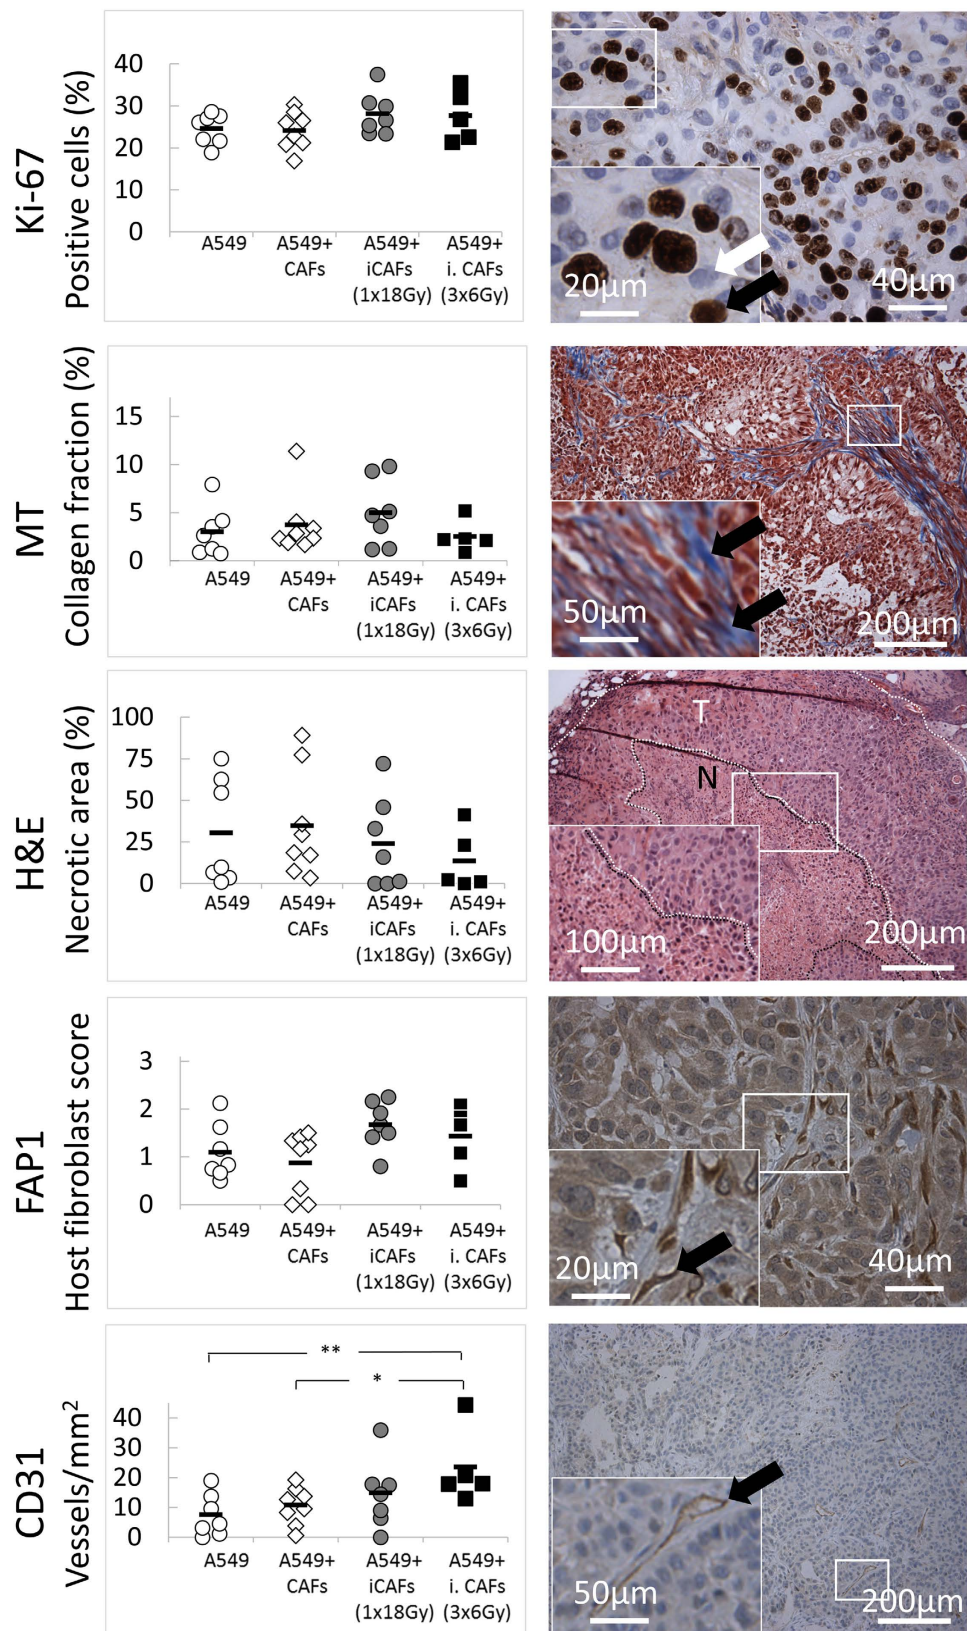 Ki-67
Positive cells (%)
40
30
20
10
0
A549
A549+
CAFs
A549+
iCAFs
(1x18Gy)
A549+
i. CAFs
(3x6Gy)
20µm
40µm
MT
Collagen fraction (%)
15
10
5
0
A549
A549+
CAFs
A549+
iCAFs
(1x18Gy)
A549+
i. CAFs
(3x6Gy)
50µm
200µm
H&E
Necrotic area (%)
100
75
50
25
0
A549
A549+
CAFs
A549+
iCAFs
(1x18Gy)
A549+
i. CAFs
(3x6Gy)
T
N
100µm
200µm
FAP1
Host fibroblast score
3
2
1
0
A549
A549+
CAFs
A549+
iCAFs
(1x18Gy)
A549+
i. CAFs
(3x6Gy)
20µm
40µm
CD31
Vessels/mm²
**
*
40
30
20
10
0
A549
A549+
CAFs
A549+
iCAFs
(1x18Gy)
A549+
i. CAFs
(3x6Gy)
50µm
200µm